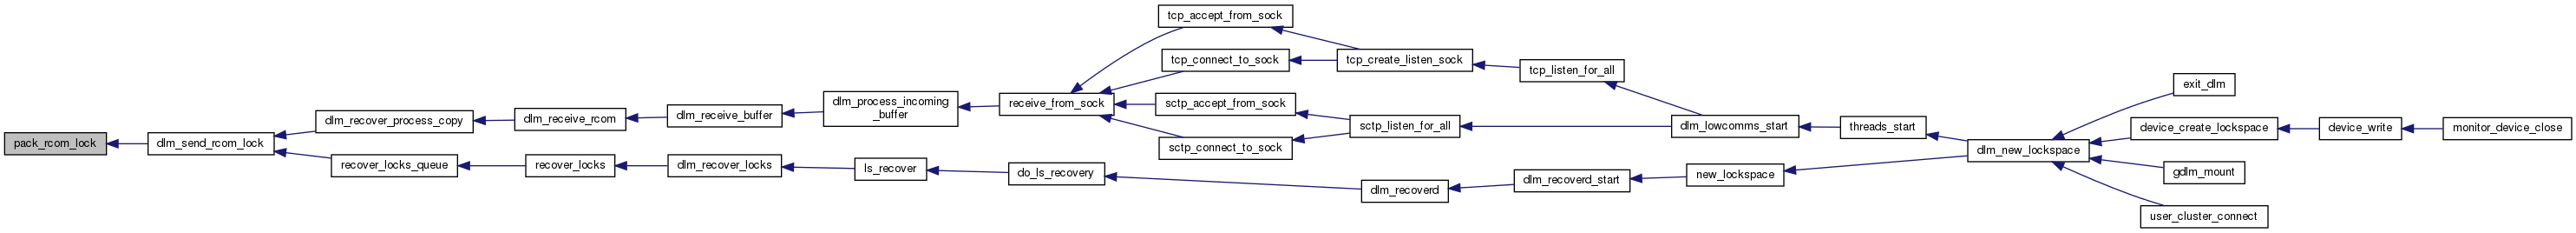 pack_rcom_lock
dlm_send_rcom_lock
dlm_recover_process_copy
dlm_receive_rcom
dlm_receive_buffer
dlm_process_incoming
_buffer
receive_from_sock
tcp_accept_from_sock
tcp_connect_to_sock
tcp_create_listen_sock
tcp_listen_for_all
sctp_accept_from_sock
sctp_connect_to_sock
sctp_listen_for_all
dlm_lowcomms_start
threads_start
dlm_new_lockspace
exit_dlm
device_create_lockspace
device_write
monitor_device_close
gdlm_mount
user_cluster_connect
recover_locks_queue
recover_locks
dlm_recover_locks
ls_recover
do_ls_recovery
dlm_recoverd
dlm_recoverd_start
new_lockspace